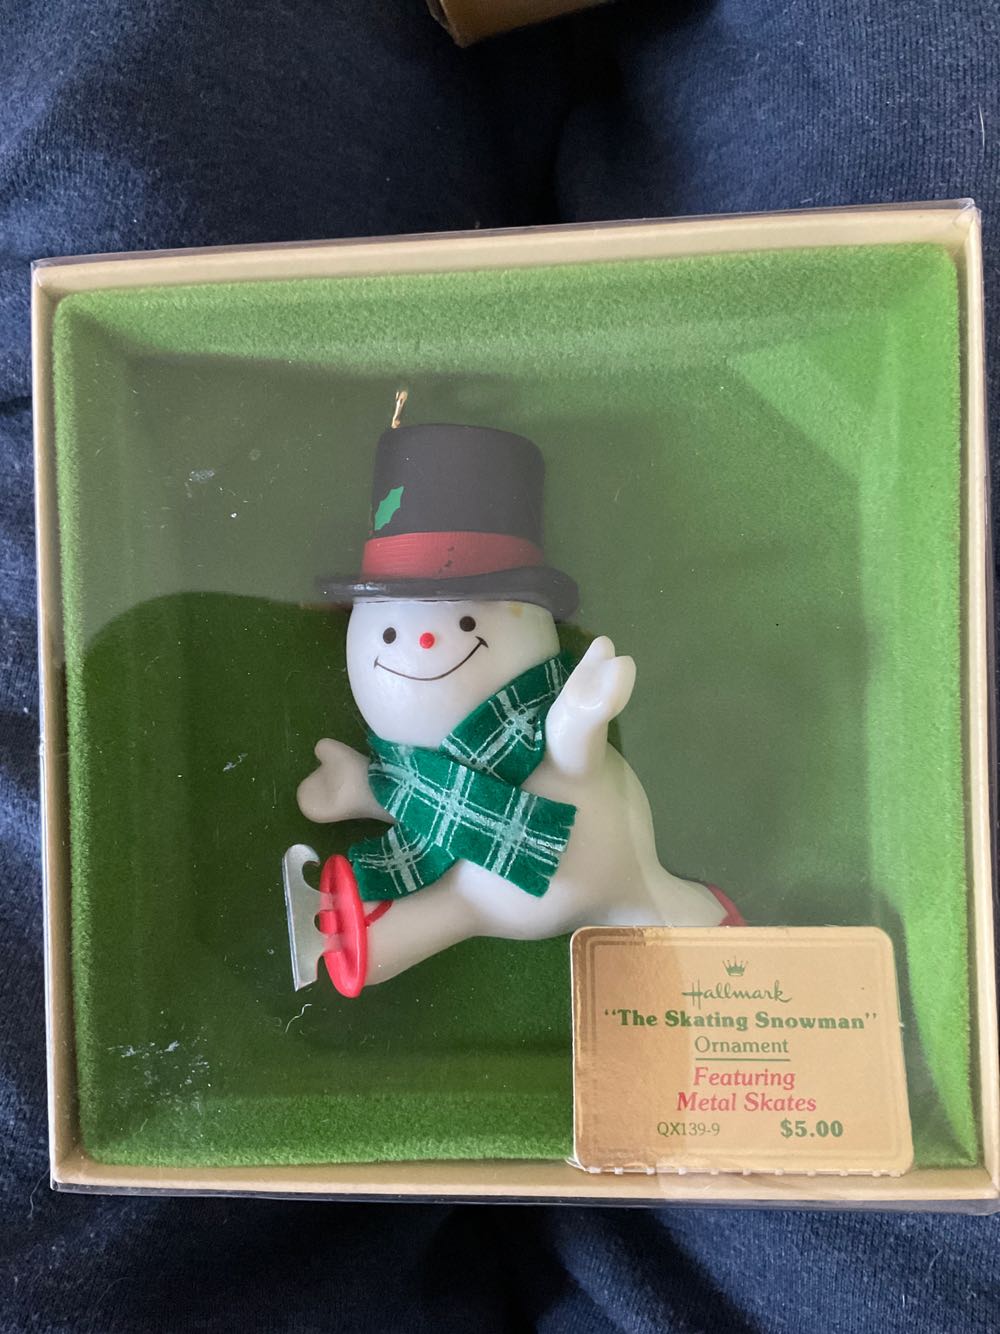 Hallmark
"The Skating Snowman"
Ornament
Featuring
Metal Skates
QX139-9 $5.00